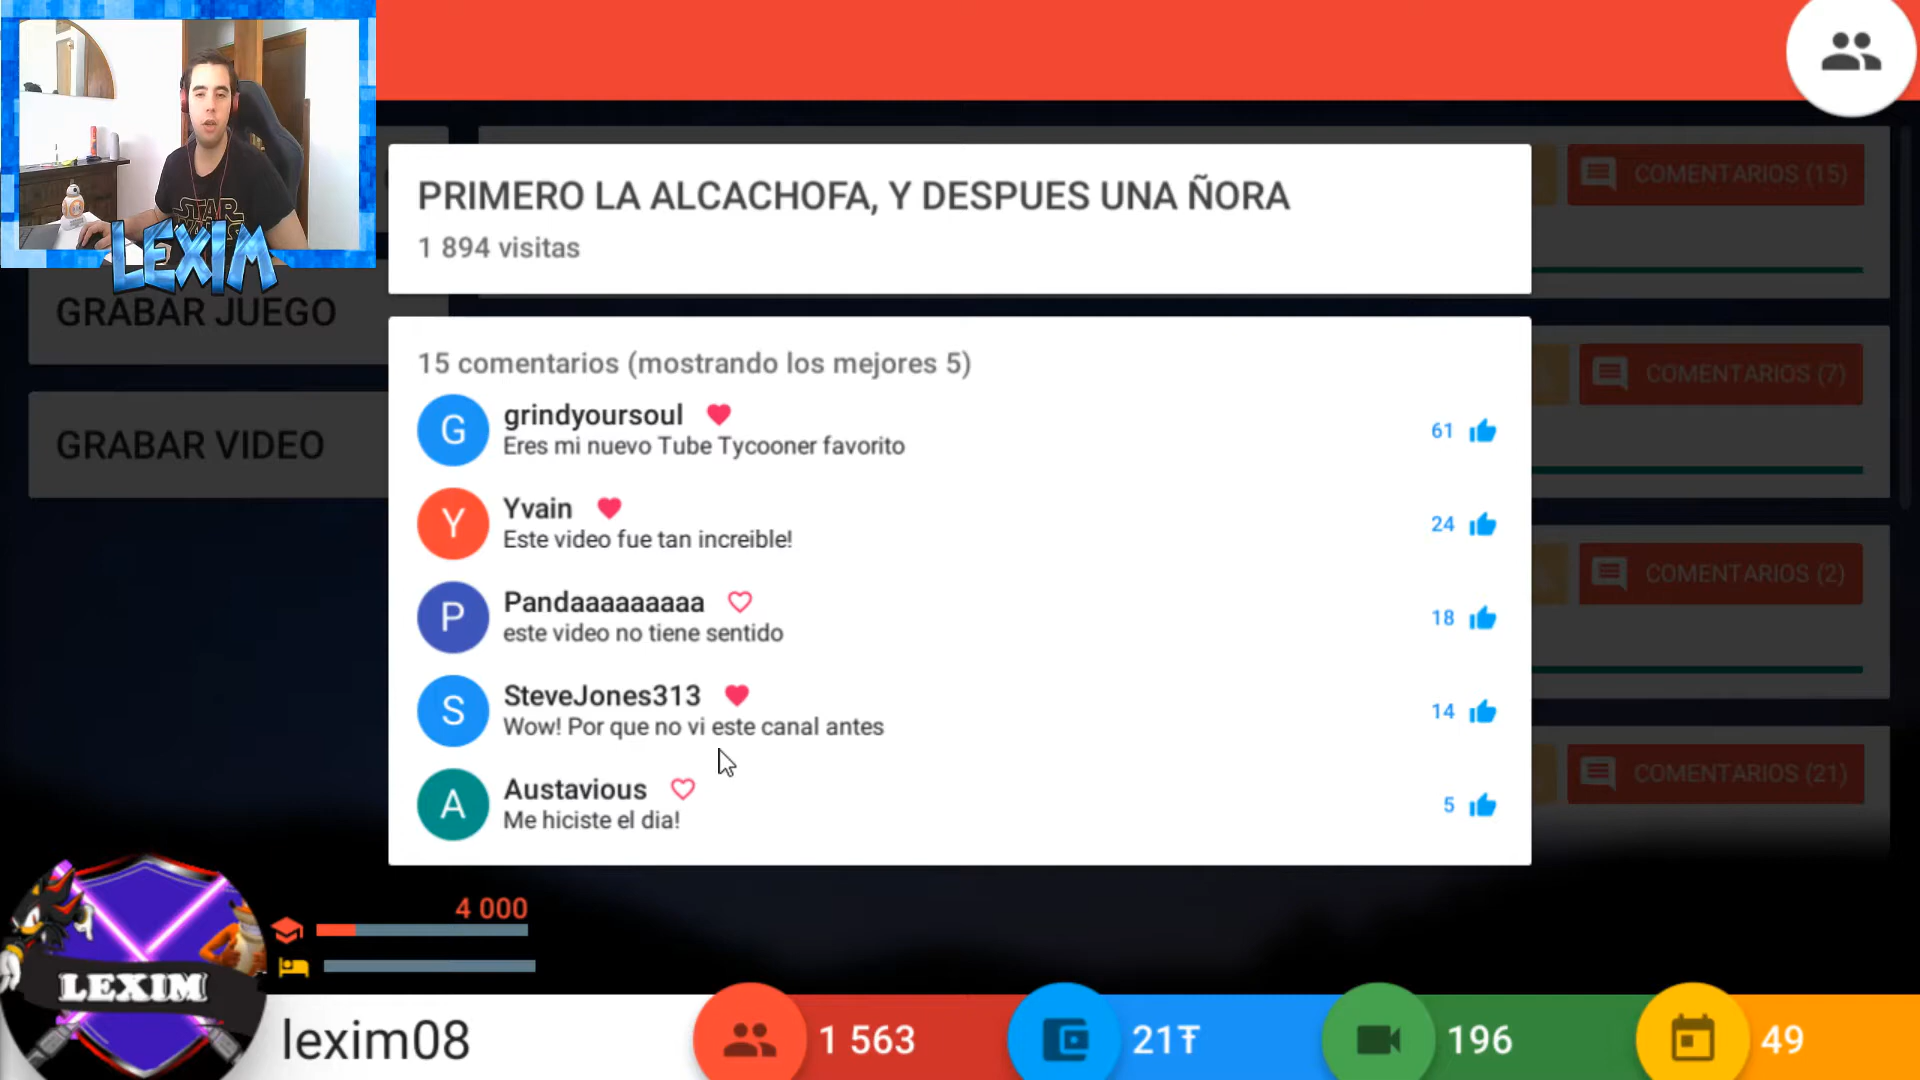 PRIMERO LA ALCACHOFA, Y DESPUES UNA ÑORA
1 894 visitas
COMENTARIOS (15)
LEXIM
GRABAR JUEGO
15 comentarios (mostrando los mejores 5)
COMENTARIOS (7)
grindyoursoul
G
Eres mi nuevo Tube Tycooner favorito
61
GRABAR VIDEO
Yvain
Y
Este video fue tan increible!
24
COMENTARIOS (2)
Pandaaaaaaaaa
P
este video no tiene sentido
18
SteveJones313
S
Wow! Por que no vi este canal antes
14
COMENTARIOS (21)
Austavious
A
Me hiciste el dia!
5
4 000
LEXIM
lexim08
1 563
21Ŧ
196
49